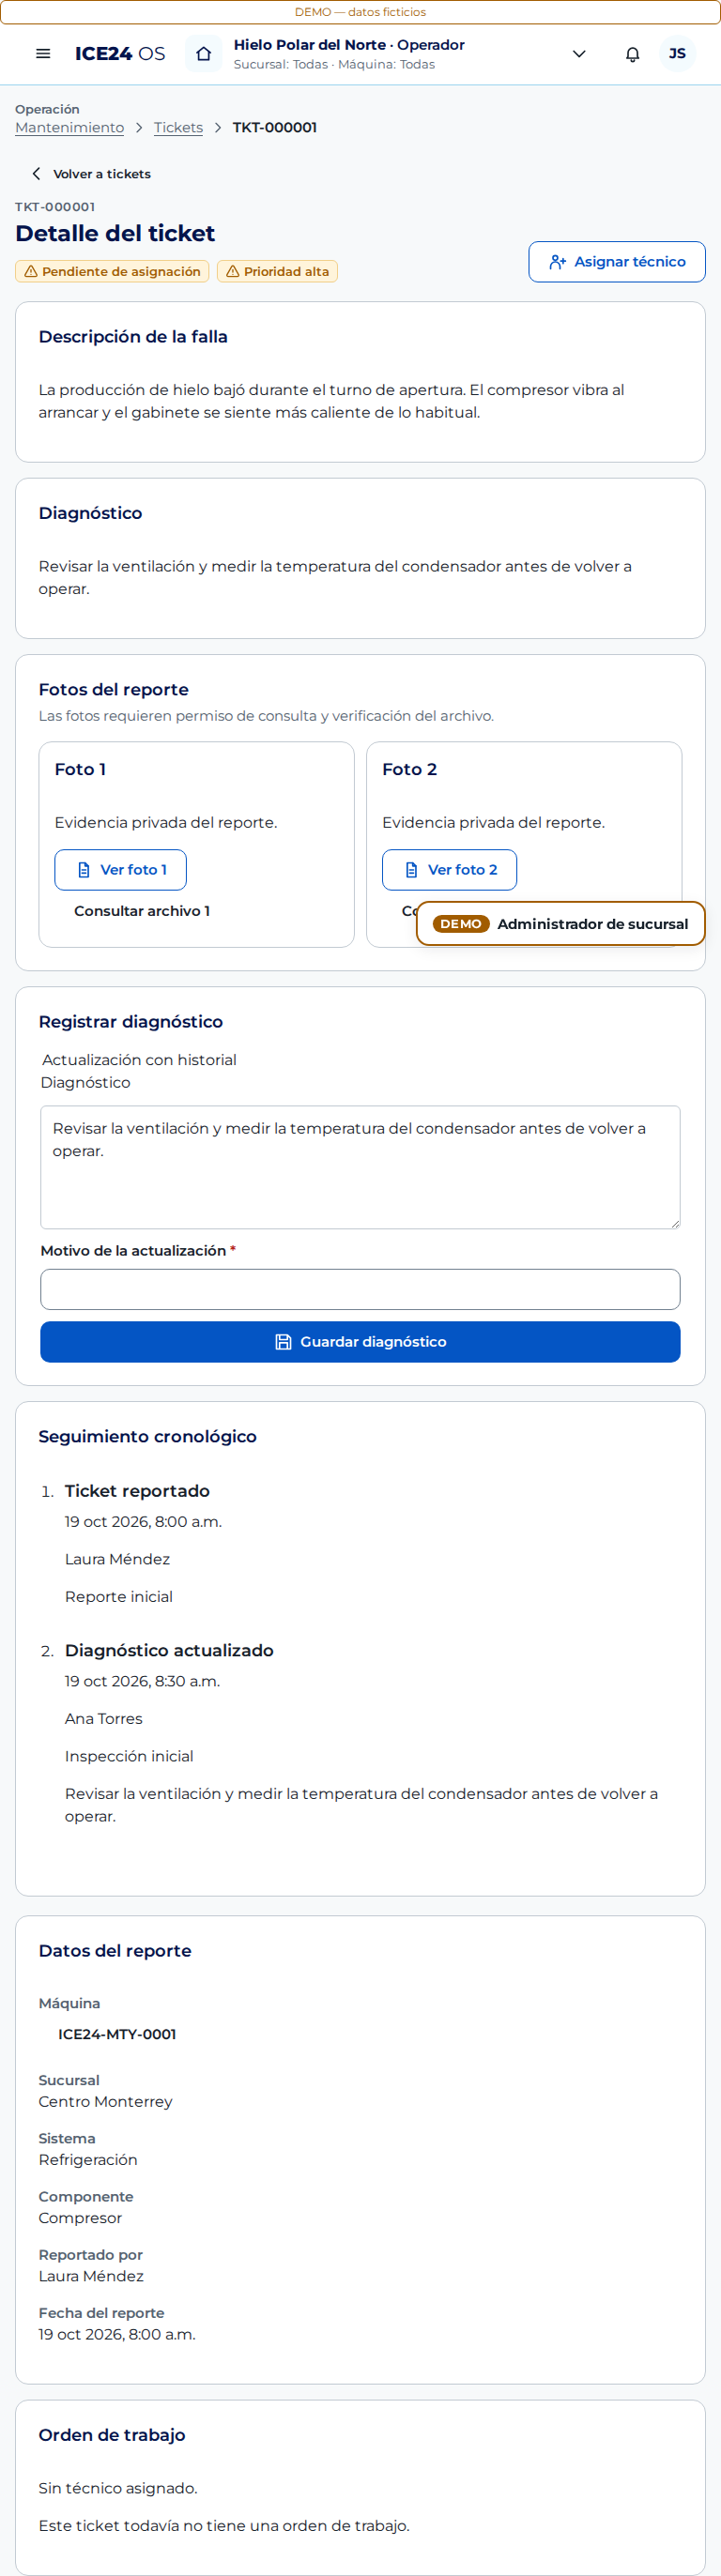 DEMO — datos ficticios
ICE24 OS
Hielo Polar del Norte · Operador
Sucursal: Todas · Máquina: Todas
JS
Operación
Mantenimiento > Tickets > TKT-000001
Volver a tickets
TKT-000001
Detalle del ticket
Pendiente de asignación
Prioridad alta
Asignar técnico
Descripción de la falla
La producción de hielo bajó durante el turno de apertura. El compresor vibra al
arrancar y el gabinete se siente más caliente de lo habitual.
Diagnóstico
Revisar la ventilación y medir la temperatura del condensador antes de volver a
operar.
Fotos del reporte
Las fotos requieren permiso de consulta y verificación del archivo.
Foto 1
Evidencia privada del reporte.
Ver foto 1
Consultar archivo 1
Foto 2
Evidencia privada del reporte.
Ver foto 2
DEMO Administrador de sucursal
Registrar diagnóstico
Actualización con historial
Diagnóstico
Revisar la ventilación y medir la temperatura del condensador antes de volver a
operar.
Motivo de la actualización *
Guardar diagnóstico
Seguimiento cronológico
1. Ticket reportado
19 oct 2026, 8:00 a.m.
Laura Méndez
Reporte inicial
2. Diagnóstico actualizado
19 oct 2026, 8:30 a.m.
Ana Torres
Inspección inicial
Revisar la ventilación y medir la temperatura del condensador antes de volver a
operar.
Datos del reporte
Máquina
ICE24-MTY-0001
Sucursal
Centro Monterrey
Sistema
Refrigeración
Componente
Compresor
Reportado por
Laura Méndez
Fecha del reporte
19 oct 2026, 8:00 a.m.
Orden de trabajo
Sin técnico asignado.
Este ticket todavía no tiene una orden de trabajo.